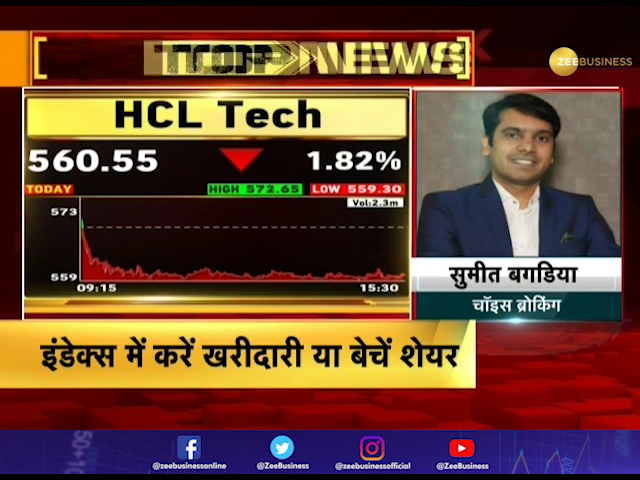 TOP NEWS
ZEEBUSINESS
HCL Tech
560.55
1.82%
TODAY
HIGH 572.65
LOW 559.30
Vol:2.3m
573
559
09:15
15:30
सुमीत बगडिया
चॉइस ब्रोकिंग
इंडेक्स में करें खरीदारी या बेचें शेयर
@zeebusinessonline
@ZeeBusiness
@zeebusinessofficial
@ZeeBusiness